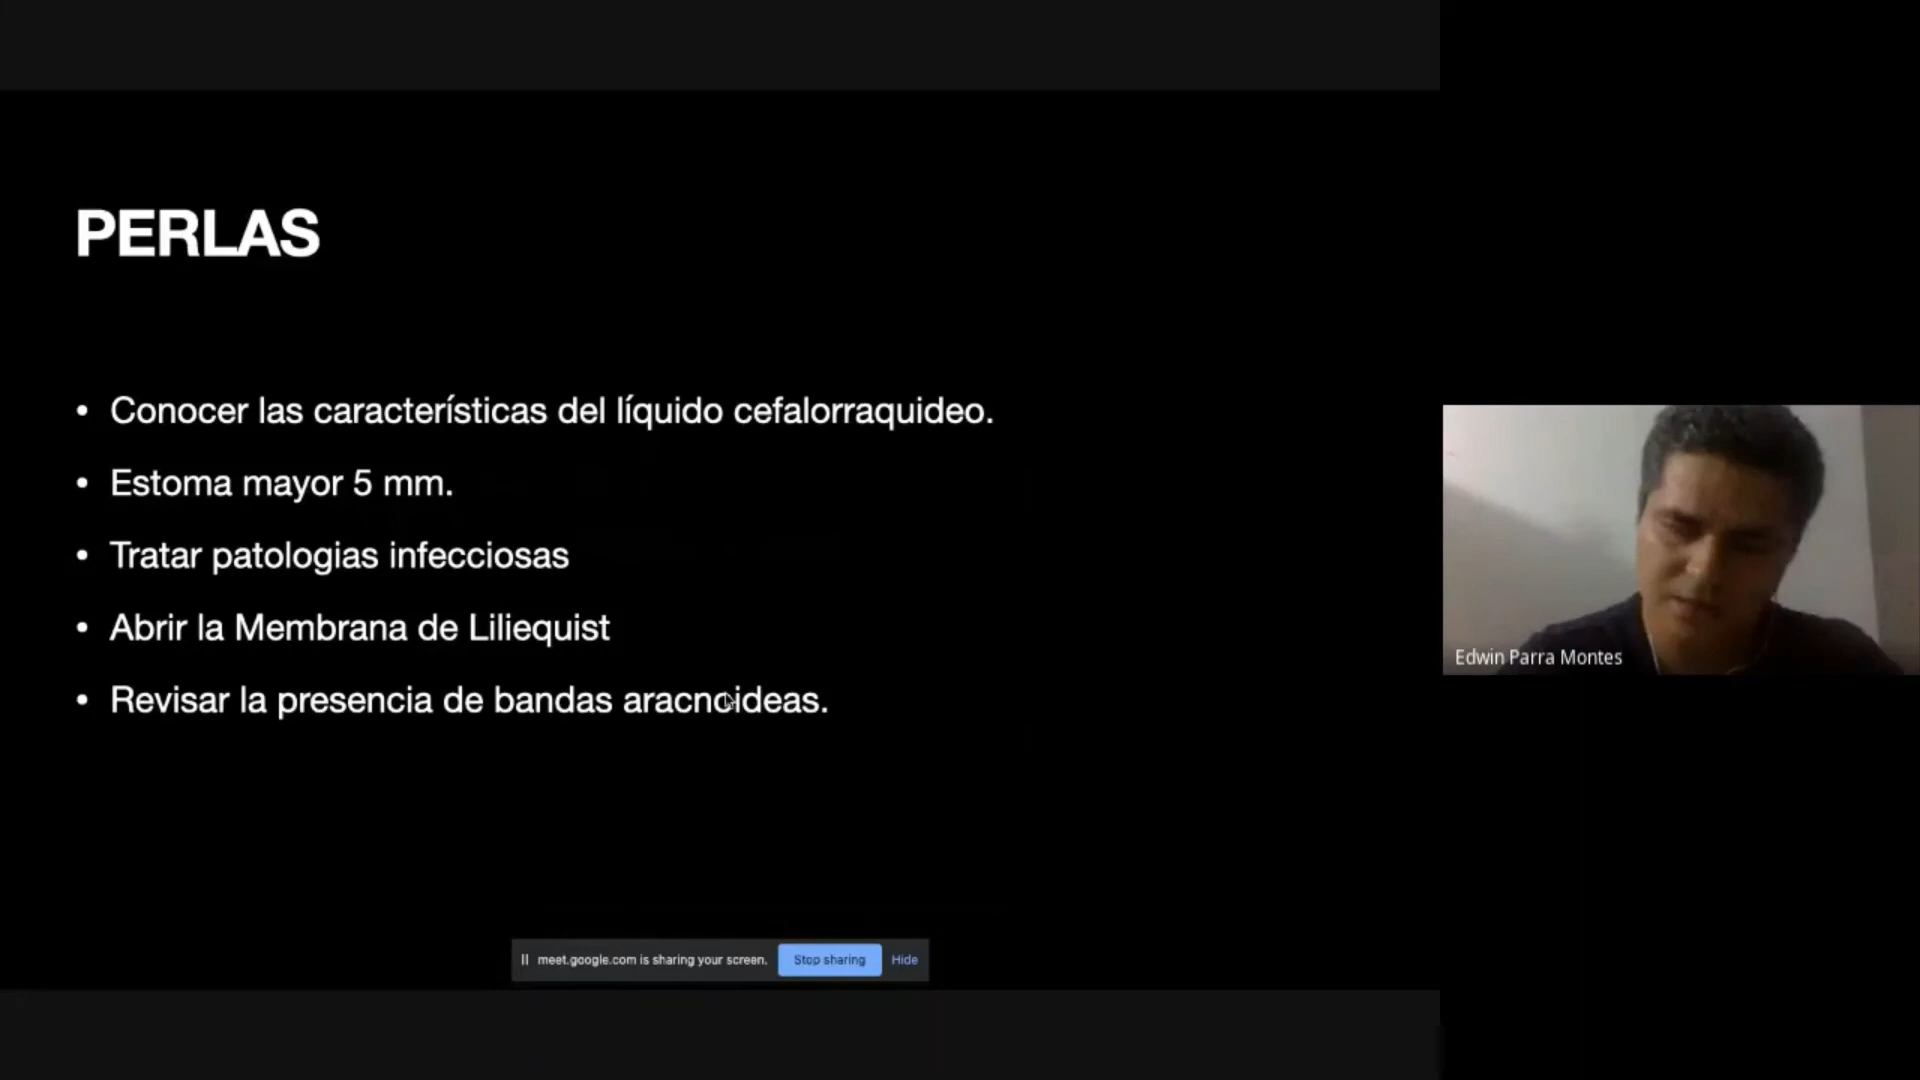 PERLAS
• Conocer las características del líquido cefalorraquideo.
• Estoma mayor 5 mm.
• Tratar patologias infecciosas
• Abrir la Membrana de Liliequist
• Revisar la presencia de bandas aracnoideas.
Edwin Parra Montes
meet.google.com is sharing your screen. Stop sharing Hide